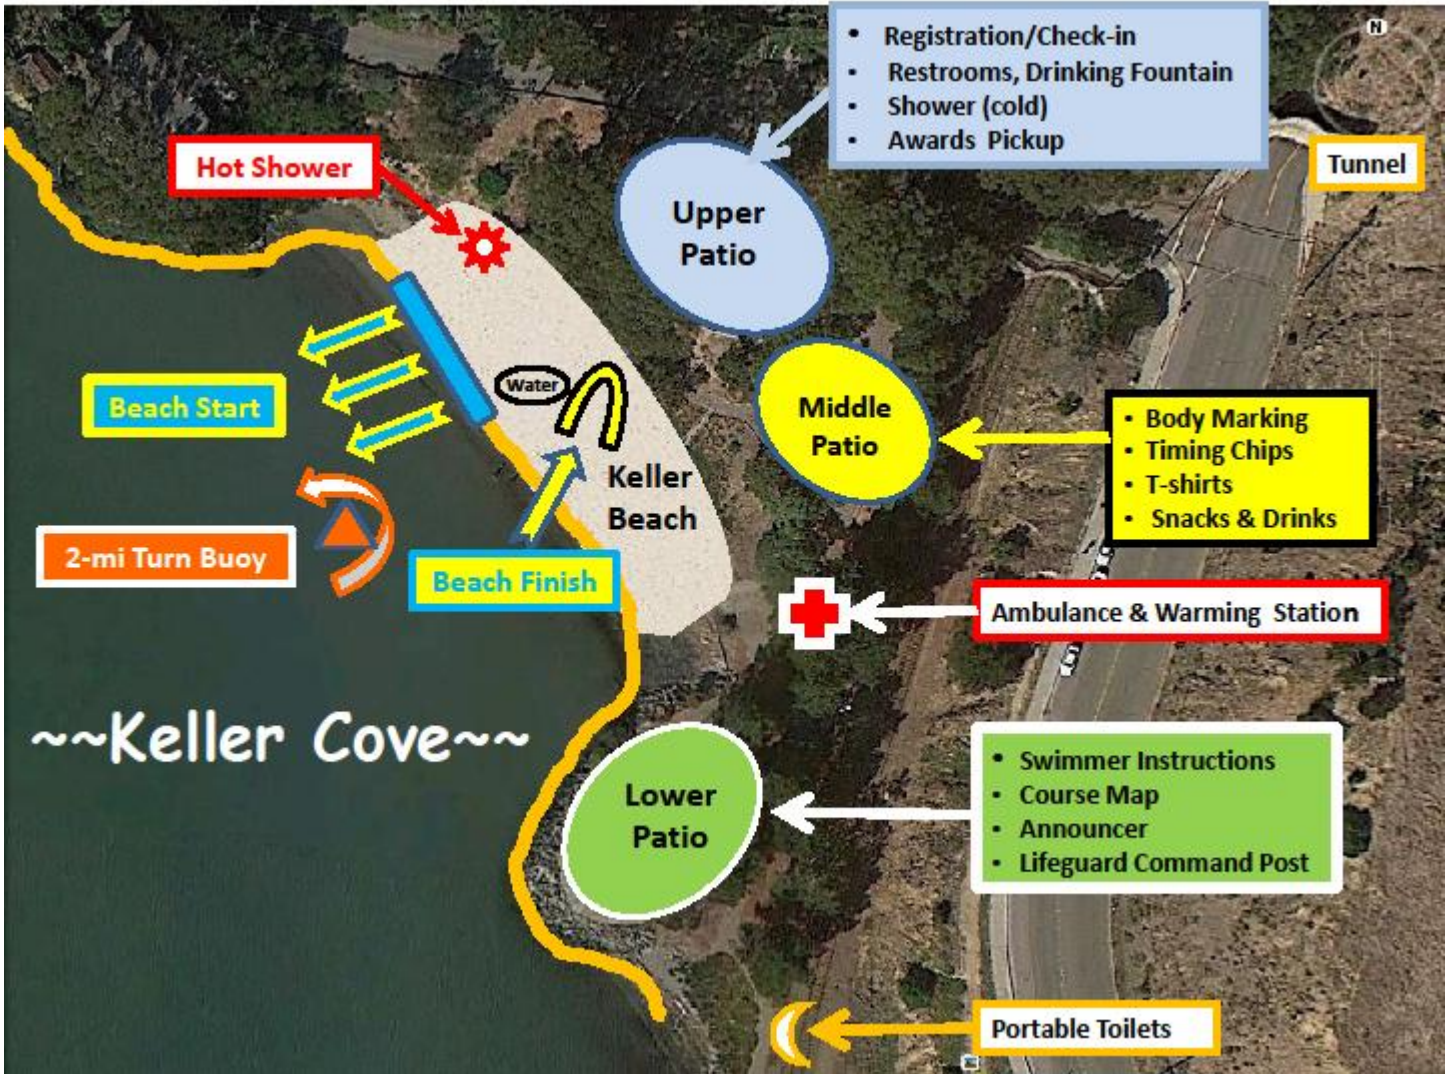 • Registration/Check-in
• Restrooms, Drinking Fountain
• Shower (cold)
• Awards Pickup
N
Tunnel
Hot Shower
Upper
Patio
Water
Beach Start
Middle
Patio
• Body Marking
• Timing Chips
• T-shirts
• Snacks & Drinks
Keller
Beach
2-mi Turn Buoy
Beach Finish
Ambulance & Warming Station
~~Keller Cove~~
Lower
Patio
• Swimmer Instructions
• Course Map
• Announcer
• Lifeguard Command Post
Portable Toilets